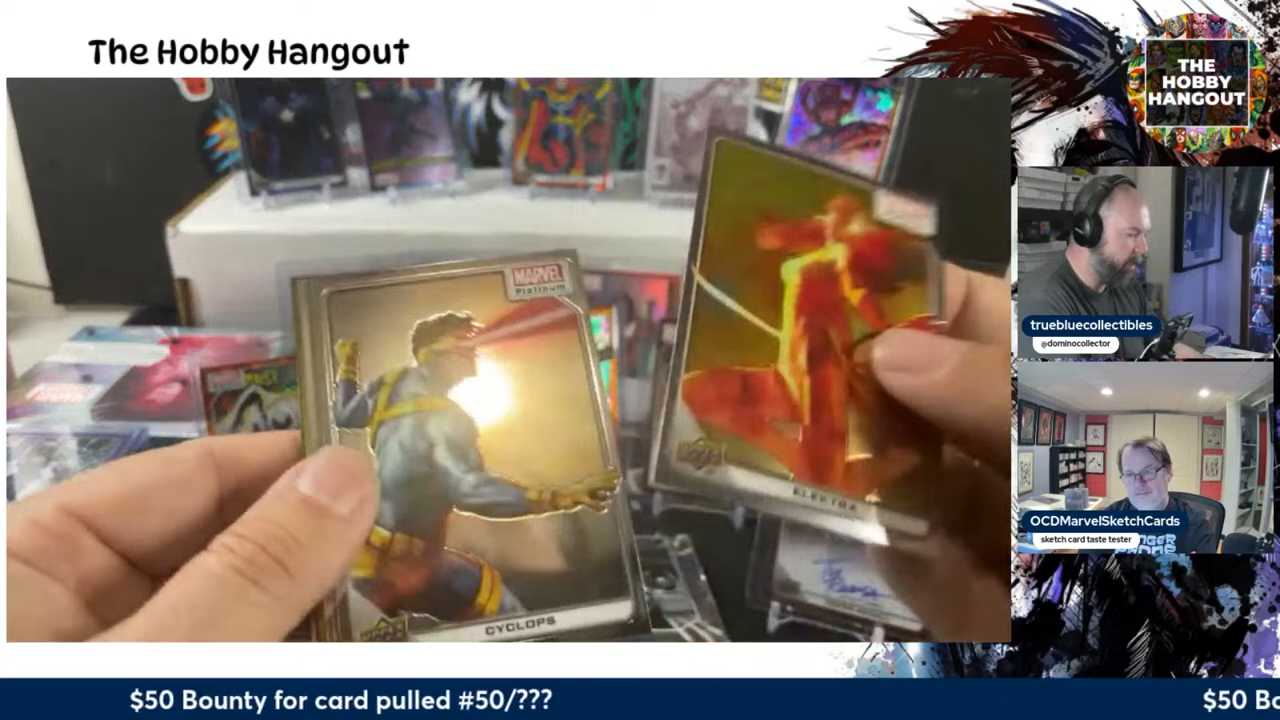 The Hobby Hangout
THE
HOBBY
HANGOUT
MARVEL
Platinum
CYCLOPS
ELEKTRA
truebluecollectibles
@dominocollector
OCDMarvelSketchCards
sketch card taste tester
$50 Bounty for card pulled #50/???
$50 Bo